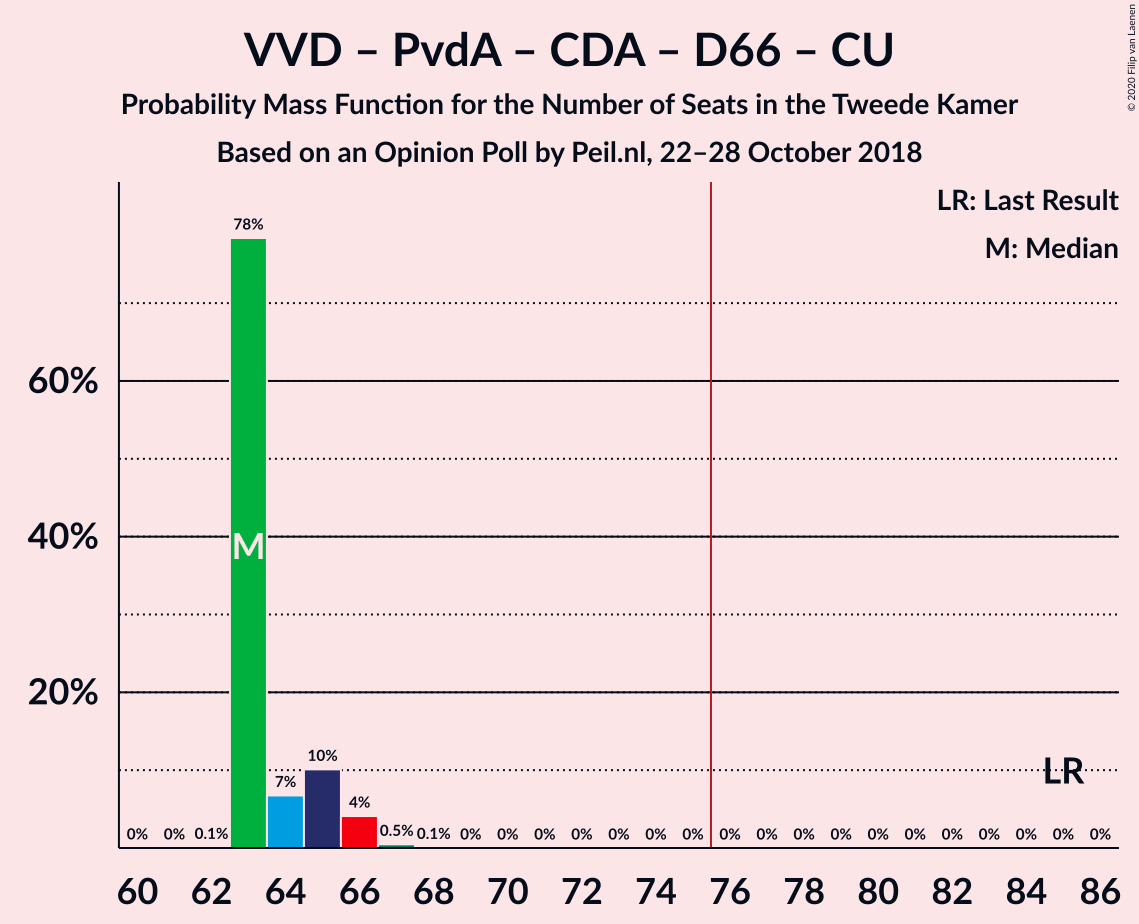 VVD – PvdA – CDA – D66 – CU
Probability Mass Function for the Number of Seats in the Tweede Kamer
Based on an Opinion Poll by Peil.nl, 22–28 October 2018
© 2020 Filip van Laenen
LR: Last Result
M: Median
78%
60%
40%
M
20%
10%
LR
7%
4%
0% 0% 0.1% 0.5% 0.1% 0% 0% 0% 0% 0% 0% 0% 0% 0% 0% 0% 0% 0% 0% 0% 0% 0% 0%
60 62 64 66 68 70 72 74 76 78 80 82 84 86